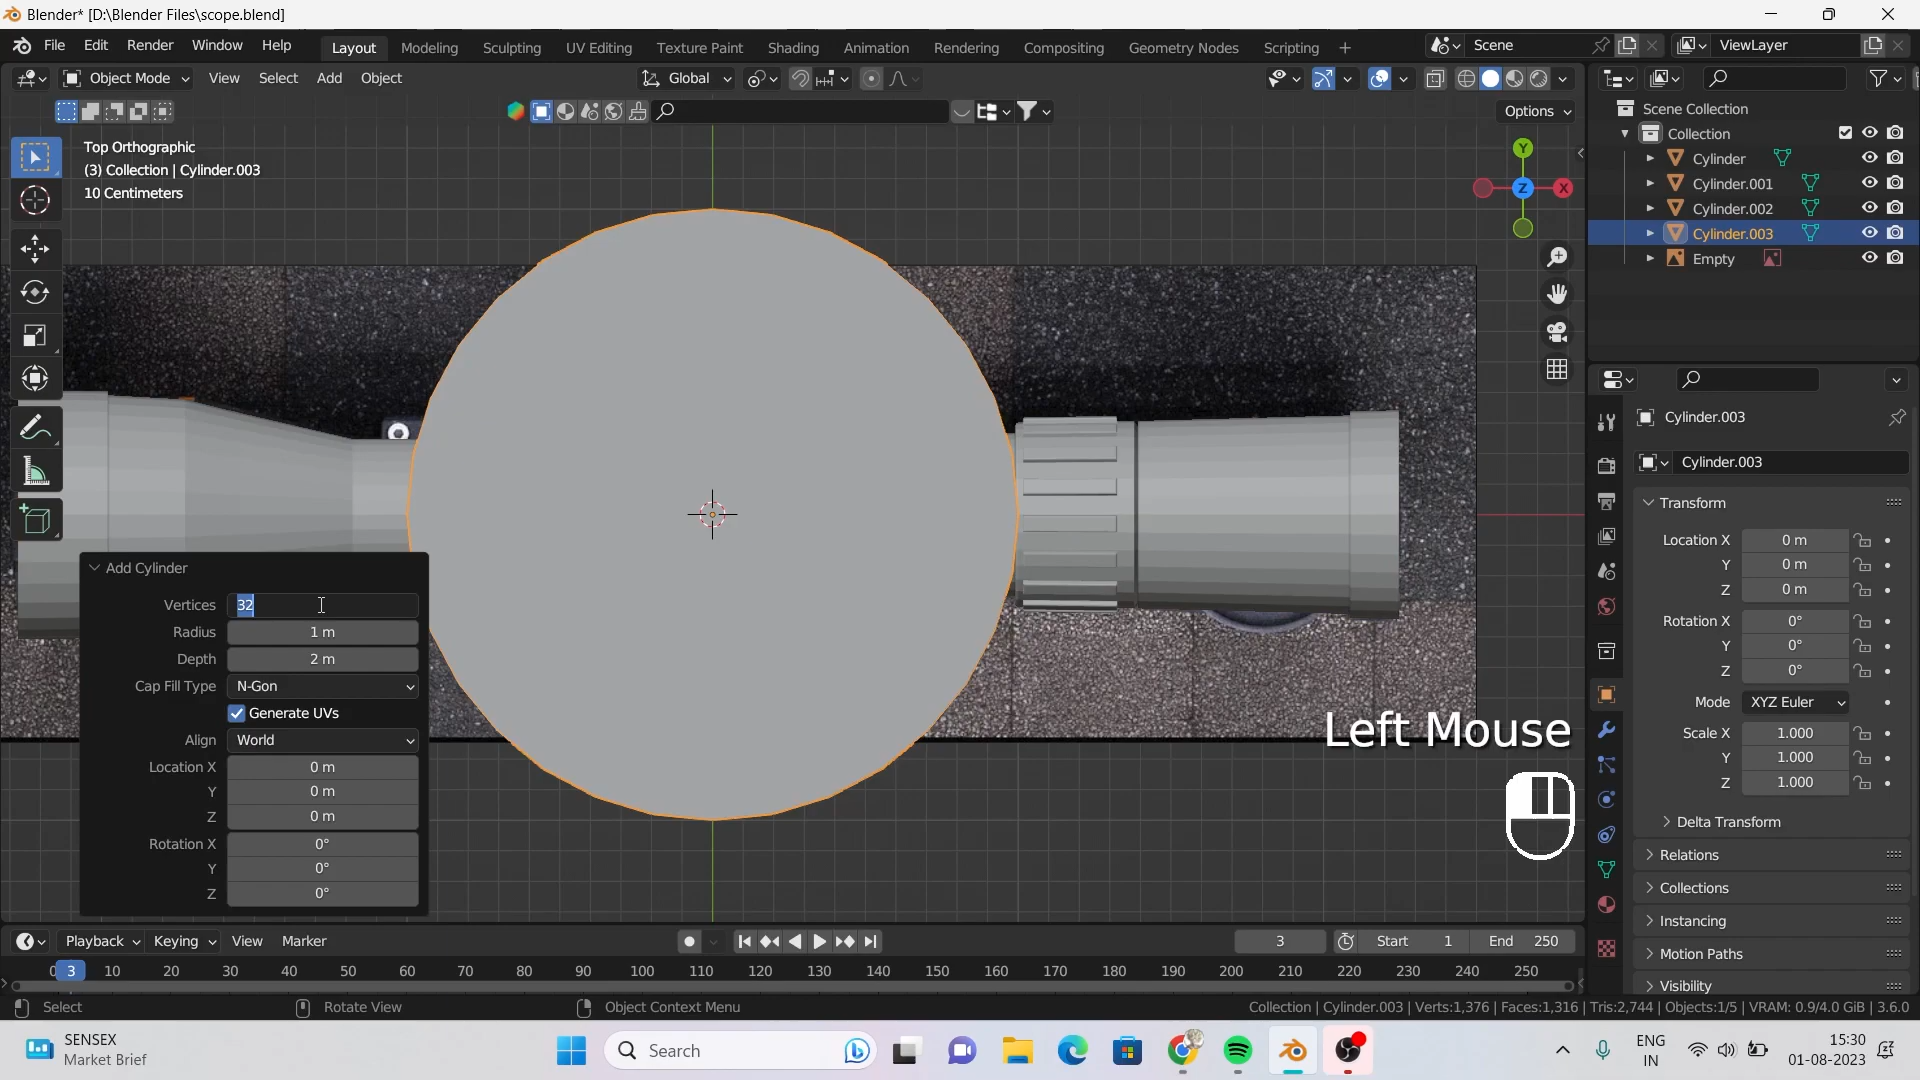 Blender* [D:\Blender Files\scope.blend]
File Edit Render Window Help Layout Modeling Sculpting UV Editing Texture Paint Shading Animation Rendering Compositing Geometry Nodes Scripting + Scene ViewLayer
Object Mode View Select Add Object Global
Options
Top Orthographic
(3) Collection | Cylinder.003
10 Centimeters
Y
Z X
Scene Collection
Collection
Cylinder
Cylinder.001
Cylinder.002
Cylinder.003
Empty
Cylinder.003
Cylinder.003
Transform
Location X 0 m
Y 0 m
Z 0 m
Rotation X 0°
Y 0°
Z 0°
Mode XYZ Euler
Scale X 1.000
Y 1.000
Z 1.000
Delta Transform
Relations
Collections
Instancing
Motion Paths
Visibility
Add Cylinder
Vertices 32
Radius 1 m
Depth 2 m
Cap Fill Type N-Gon
Generate UVs
Align World
Location X 0 m
Y 0 m
Z 0 m
Rotation X 0°
Y 0°
Z 0°
Left Mouse
Playback Keying View Marker 3 Start 1 End 250
0 3 10 20 30 40 50 60 70 80 90 100 110 120 130 140 150 160 170 180 190 200 210 220 230 240 250
Select Rotate View Object Context Menu Collection | Cylinder.003 | Verts:1,376 | Faces:1,316 | Tris:2,744 | Objects:1/5 | VRAM: 0.9/4.0 GiB | 3.6.0
SENSEX
Market Brief
Search
ENG
IN
15:30
01-08-2023